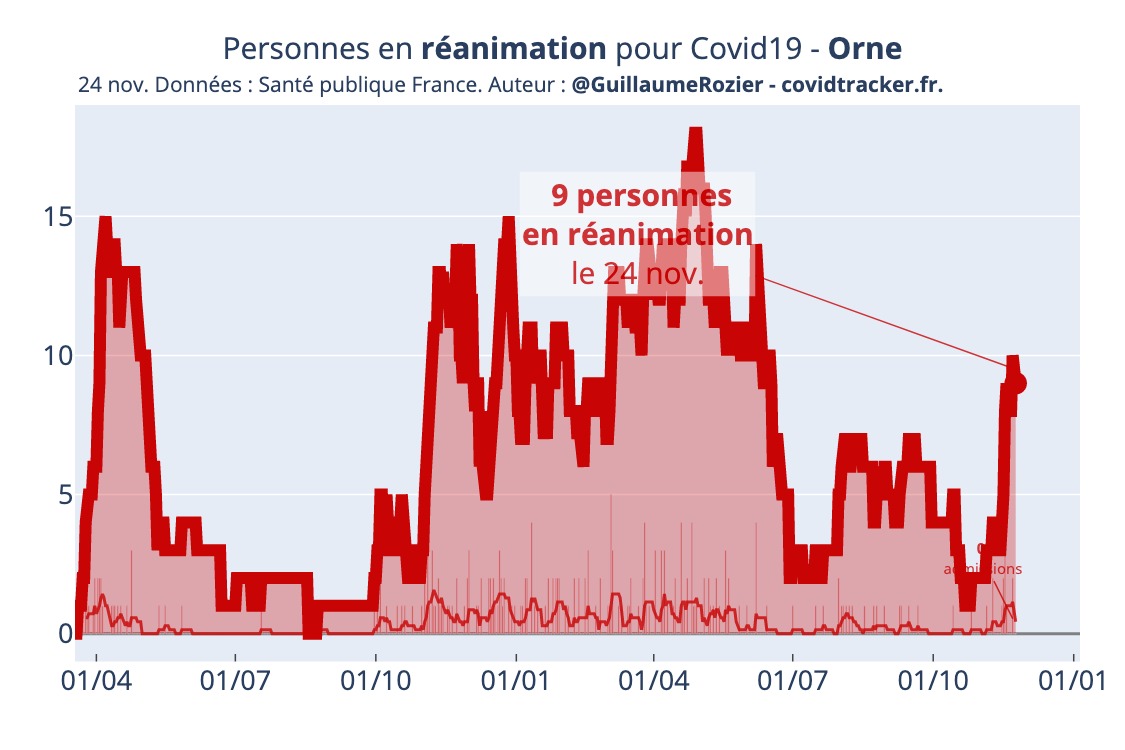 Personnes en réanimation pour Covid19 - Orne
24 nov. Données : Santé publique France. Auteur : @GuillaumeRozier - covidtracker.fr.
9 personnes
en réanimation
le 24 nov.
15
10
5
0
admissions
01/04
01/07
01/10
01/01
01/04
01/07
01/10
01/01